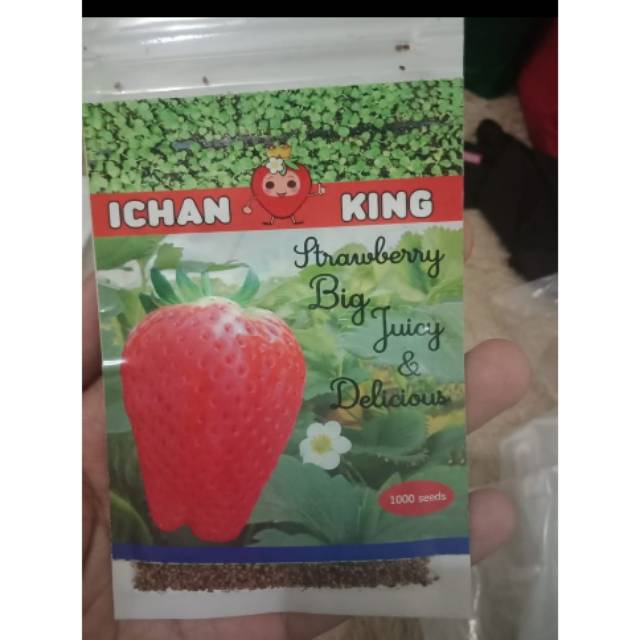 ICHAN KING
Strawberry
Big
Juicy
&
Delicious
1000 seeds